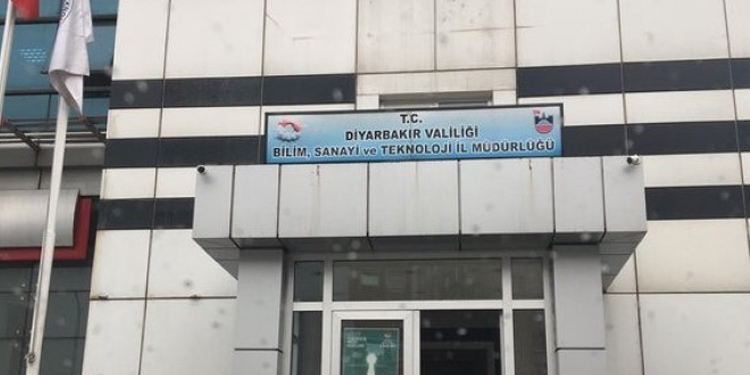 T.C.
DİYARBAKIR VALİLİĞİ
BİLİM, SANAYİ ve TEKNOLOJİ İL MÜDÜRLÜĞÜ